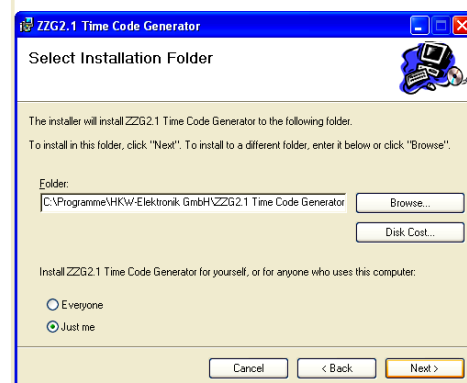 ZZG2.1 Time Code Generator
Select Installation Folder
The installer will install ZZG2.1 Time Code Generator to the following folder.
To install in this folder, click "Next". To install to a different folder, enter it below or click "Browse".
Folder:
C:\Programme\HKW-Elektronik GmbH\ZZG2.1 Time Code Generator
Browse...
Disk Cost...
Install ZZG2.1 Time Code Generator for yourself, or for anyone who uses this computer:
Everyone
Just me
Cancel
< Back
Next >